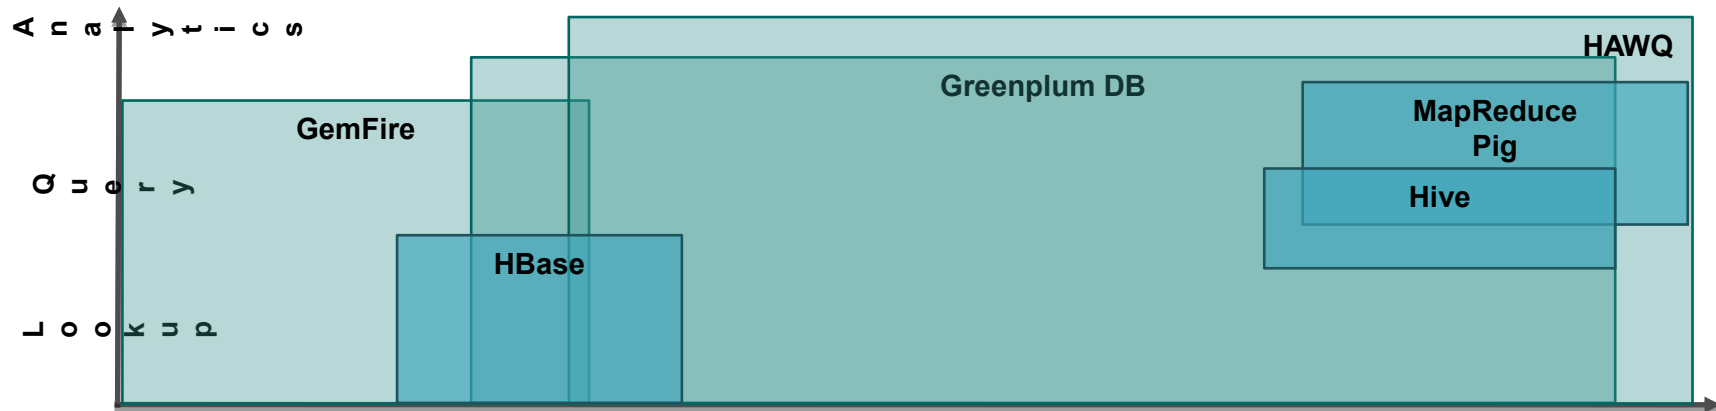 Analytics
HAWQ
Greenplum DB
MapReduce
Pig
GemFire
Query
Hive
HBase
Lookup